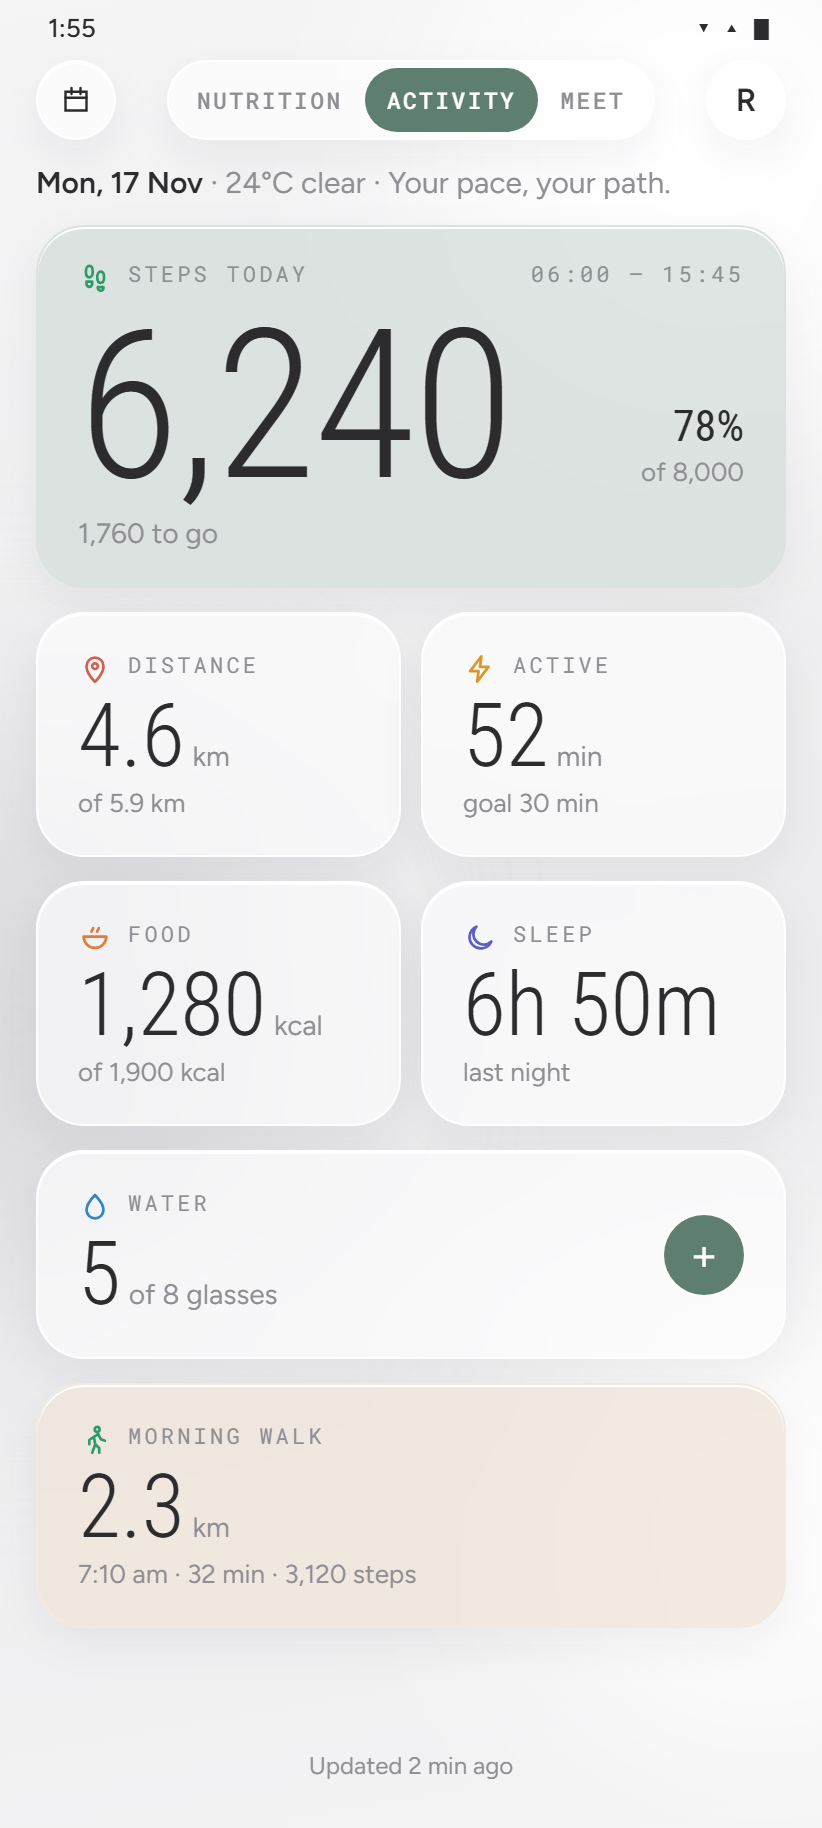 1:55
NUTRITION ACTIVITY MEET R
Mon, 17 Nov · 24°C clear · Your pace, your path.
STEPS TODAY 06:00 – 15:45
6,240
78%
of 8,000
1,760 to go
DISTANCE
4.6 km
of 5.9 km
ACTIVE
52 min
goal 30 min
FOOD
1,280 kcal
of 1,900 kcal
SLEEP
6h 50m
last night
WATER
5 of 8 glasses
+
MORNING WALK
2.3 km
7:10 am · 32 min · 3,120 steps
Updated 2 min ago